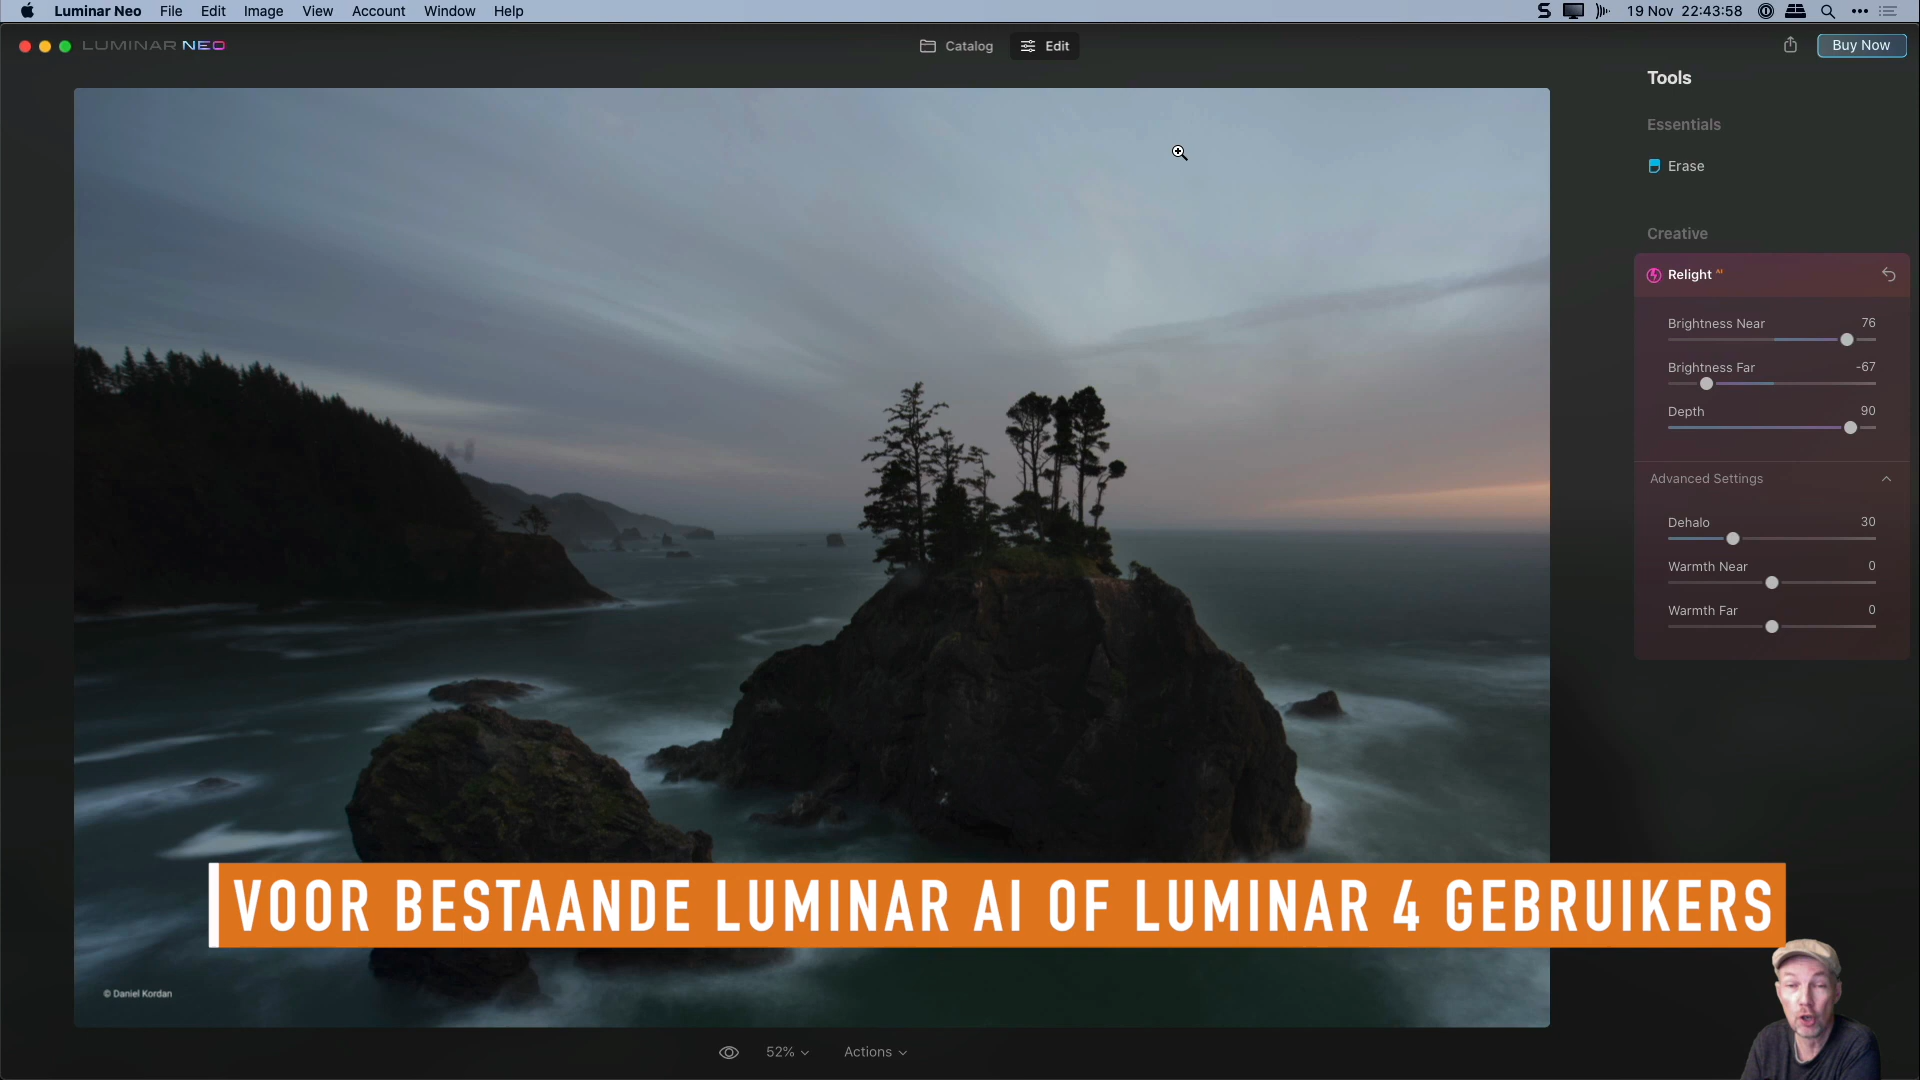 Luminar Neo File Edit Image View Account Window Help
19 Nov 22:43:58
LUMINAR NEO
Catalog Edit
Buy Now
Tools
Essentials
Erase
Creative
Relight AI
Brightness Near 76
Brightness Far -67
Depth 90
Advanced Settings
Dehalo 30
Warmth Near 0
Warmth Far 0
VOOR BESTAANDE LUMINAR AI OF LUMINAR 4 GEBRUIKERS
© Daniel Kordan
52% Actions